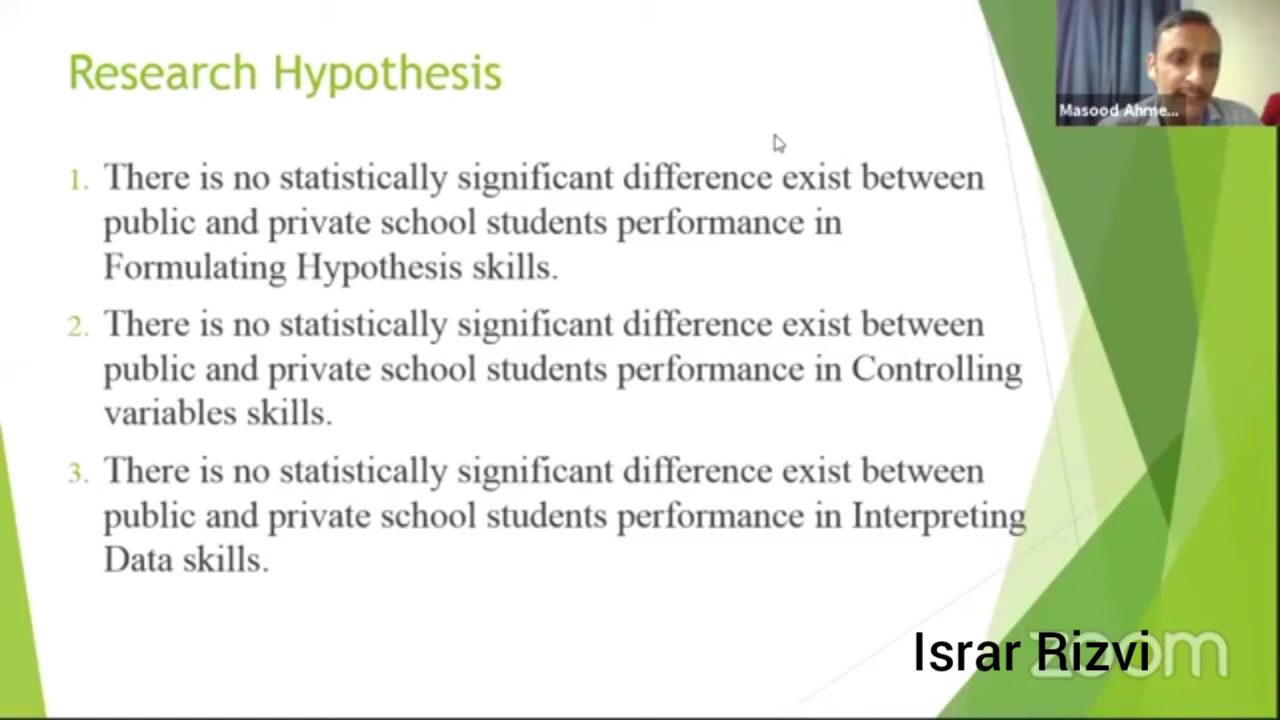 Research Hypothesis
Masood Ahme...
1. There is no statistically significant difference exist between
public and private school students performance in
Formulating Hypothesis skills.
2. There is no statistically significant difference exist between
public and private school students performance in Controlling
variables skills.
3. There is no statistically significant difference exist between
public and private school students performance in Interpreting
Data skills.
Israr Rizvi
zoom